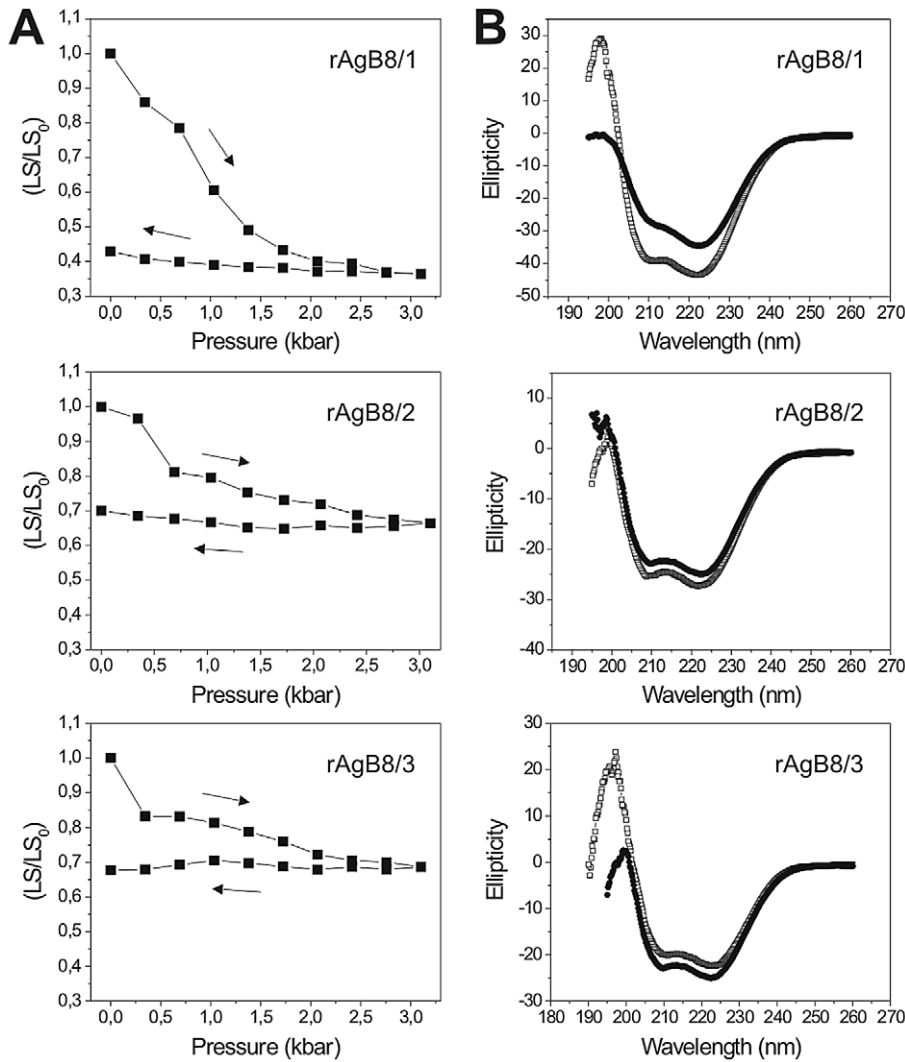 A
rAgB8/1
(LS/LS0)
1,1
1,0
0,9
0,8
0,7
0,6
0,5
0,4
0,3
0,0 0,5 1,0 1,5 2,0 2,5 3,0
Pressure (kbar)
B
rAgB8/1
Ellipticity
30
20
10
0
-10
-20
-30
-40
-50
190 200 210 220 230 240 250 260 270
Wavelength (nm)
rAgB8/2
(LS/LS0)
1,1
1,0
0,9
0,8
0,7
0,6
0,5
0,4
0,3
0,0 0,5 1,0 1,5 2,0 2,5 3,0
Pressure (kbar)
rAgB8/2
Ellipticity
10
0
-10
-20
-30
-40
190 200 210 220 230 240 250 260 270
Wavelength (nm)
rAgB8/3
(LS/LS0)
1,1
1,0
0,9
0,8
0,7
0,6
0,5
0,4
0,3
0,0 0,5 1,0 1,5 2,0 2,5 3,0
Pressure (kbar)
rAgB8/3
Ellipticity
30
20
10
0
-10
-20
-30
180 190 200 210 220 230 240 250 260 270
Wavelength (nm)